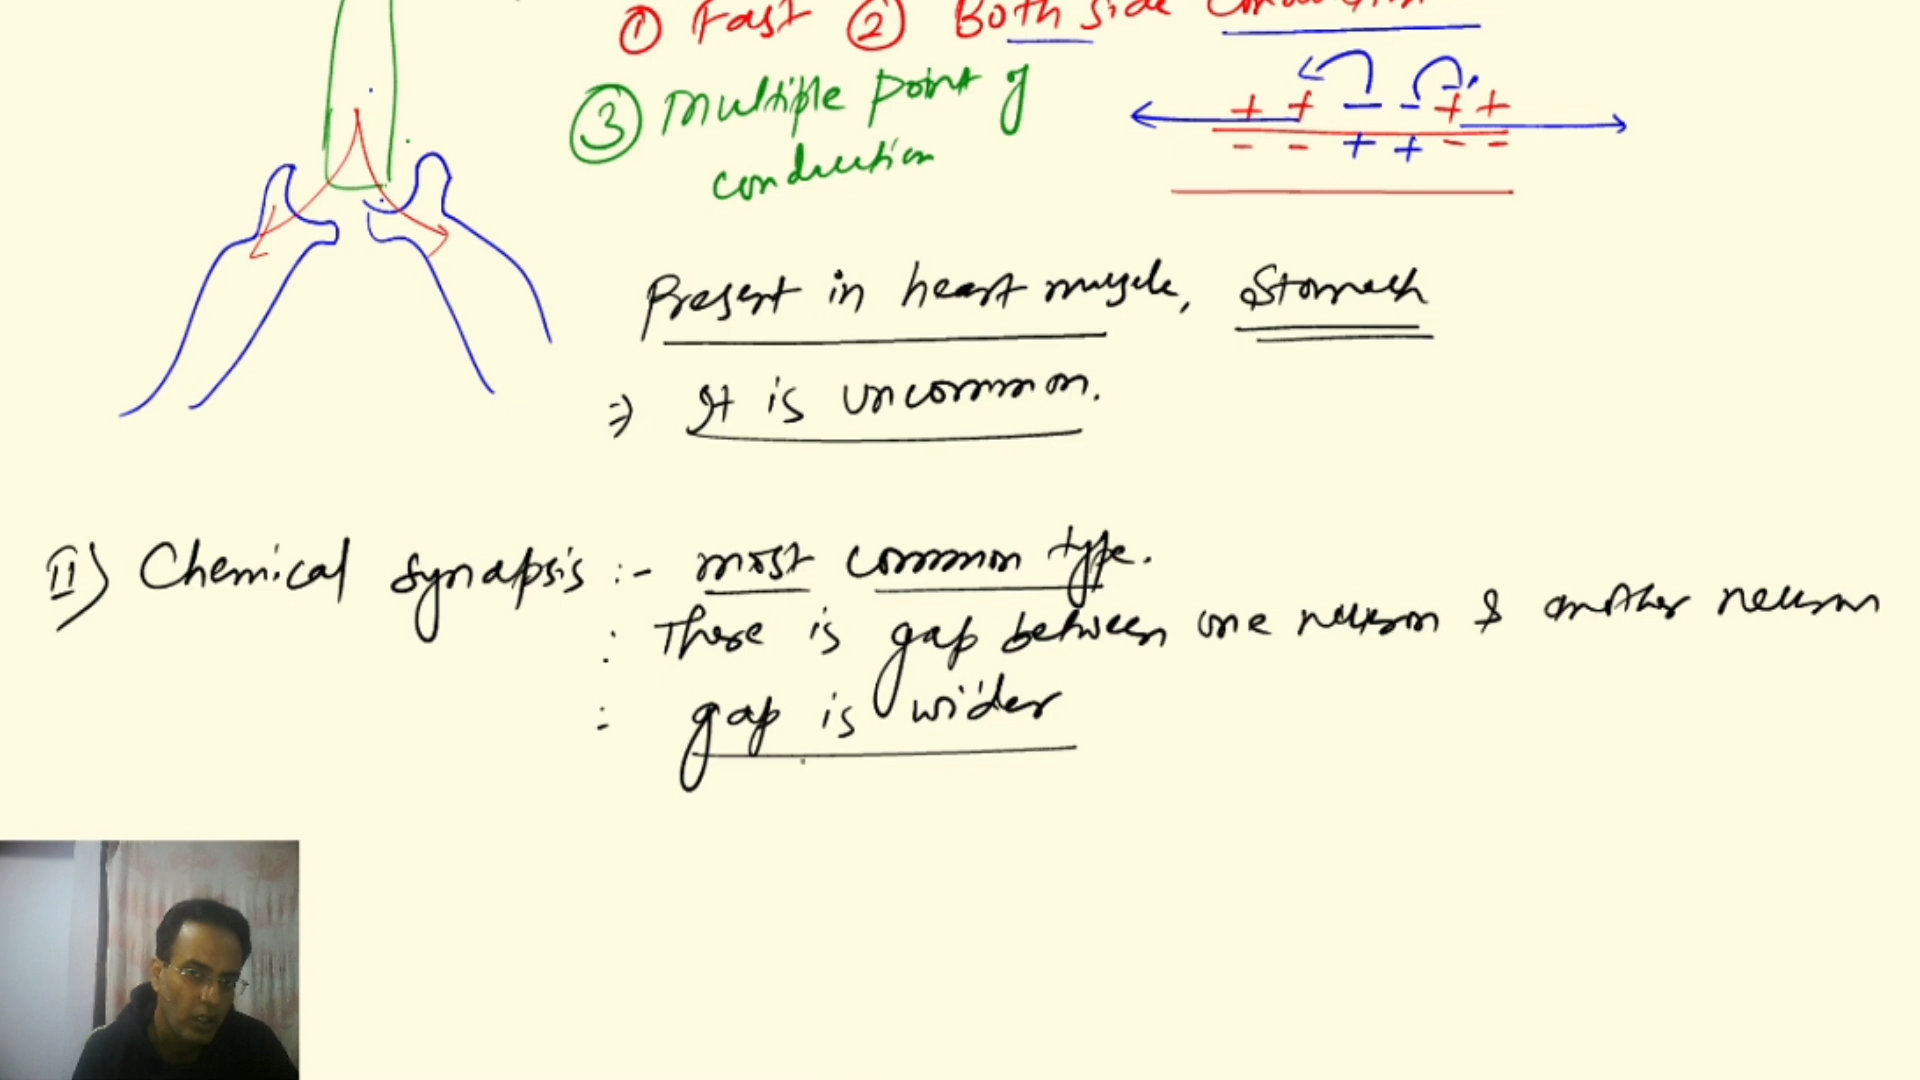 ① Fast ② Both side conduction
③ Multiple point of
conduction
+ + - - + +
- - + + - -
Present in heart muscle, Stomach
⇒ It is uncommon.
II) Chemical synapsis :- most common type.
: There is gap between one neuron & another neuron
: gap is wider